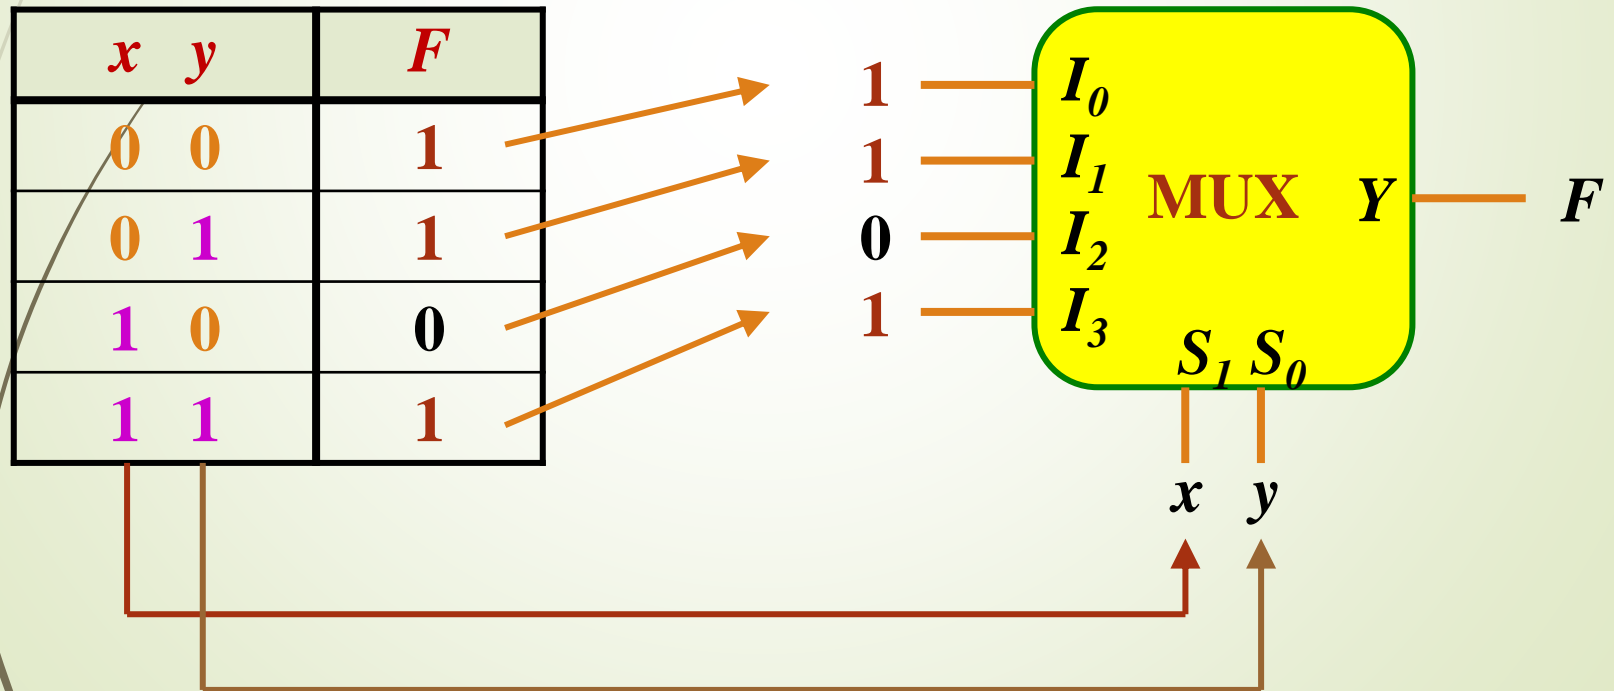 x y F
0 0 1
0 1 1
1 0 0
1 1 1
1 I0
1 I1
0 I2
1 I3
MUX Y F
S1 S0
x y